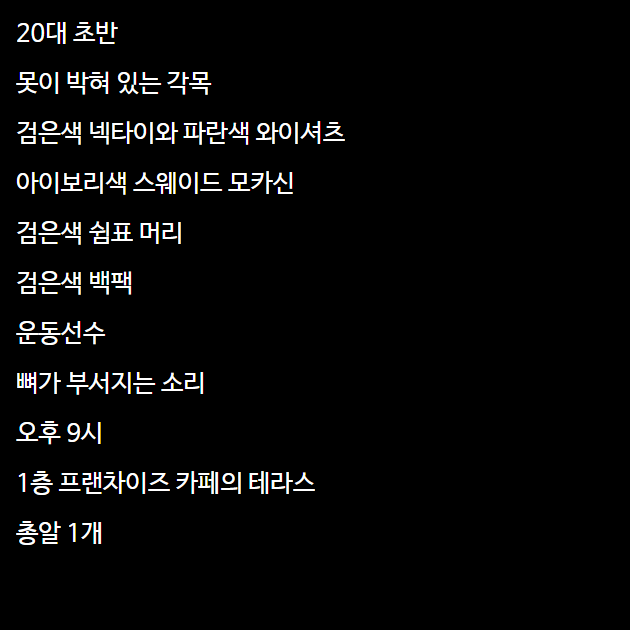 20대 초반
못이 박혀 있는 각목
검은색 넥타이와 파란색 와이셔츠
아이보리색 스웨이드 모카신
검은색 쉼표 머리
검은색 백팩
운동선수
뼈가 부서지는 소리
오후 9시
1층 프랜차이즈 카페의 테라스
총알 1개